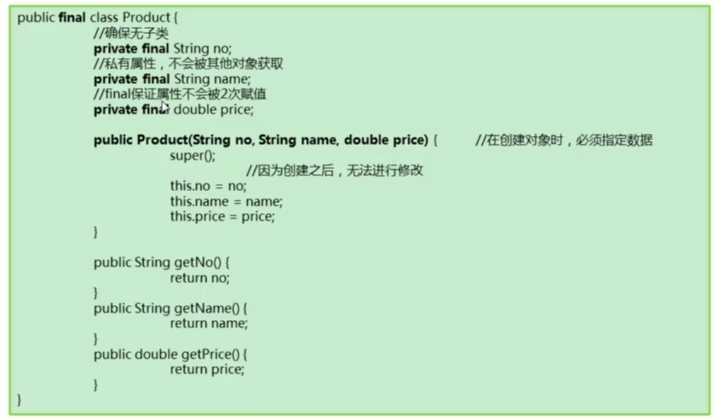 public final class Product {
//确保无子类
private final String no;
//私有属性，不会被其他对象获取
private final String name;
//final保证属性不会被2次赋值
private final double price;
public Product(String no, String name, double price) { //在创建对象时，必须指定数据
super();
//因为创建之后，无法进行修改
this.no = no;
this.name = name;
this.price = price;
}
public String getNo() {
return no;
}
public String getName() {
return name;
}
public double getPrice() {
return price;
}
}